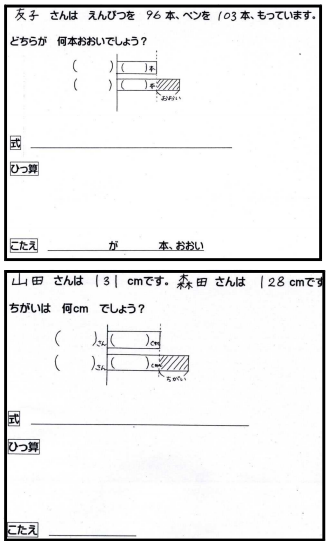 友子 さんは えんぴつを 96 本、ペンを 103 本、もっています。
どちらが 何本おおいでしょう？
(　　) (　　)本
(　　) (　　)本
おおい
式
ひっ算
こたえ　　　が　　　本、おおい
山田 さんは 131 cmです。森田 さんは 128 cmです
ちがいは 何cm でしょう？
(　　)さん (　　)cm
(　　)さん (　　)cm
ちがい
式
ひっ算
こたえ